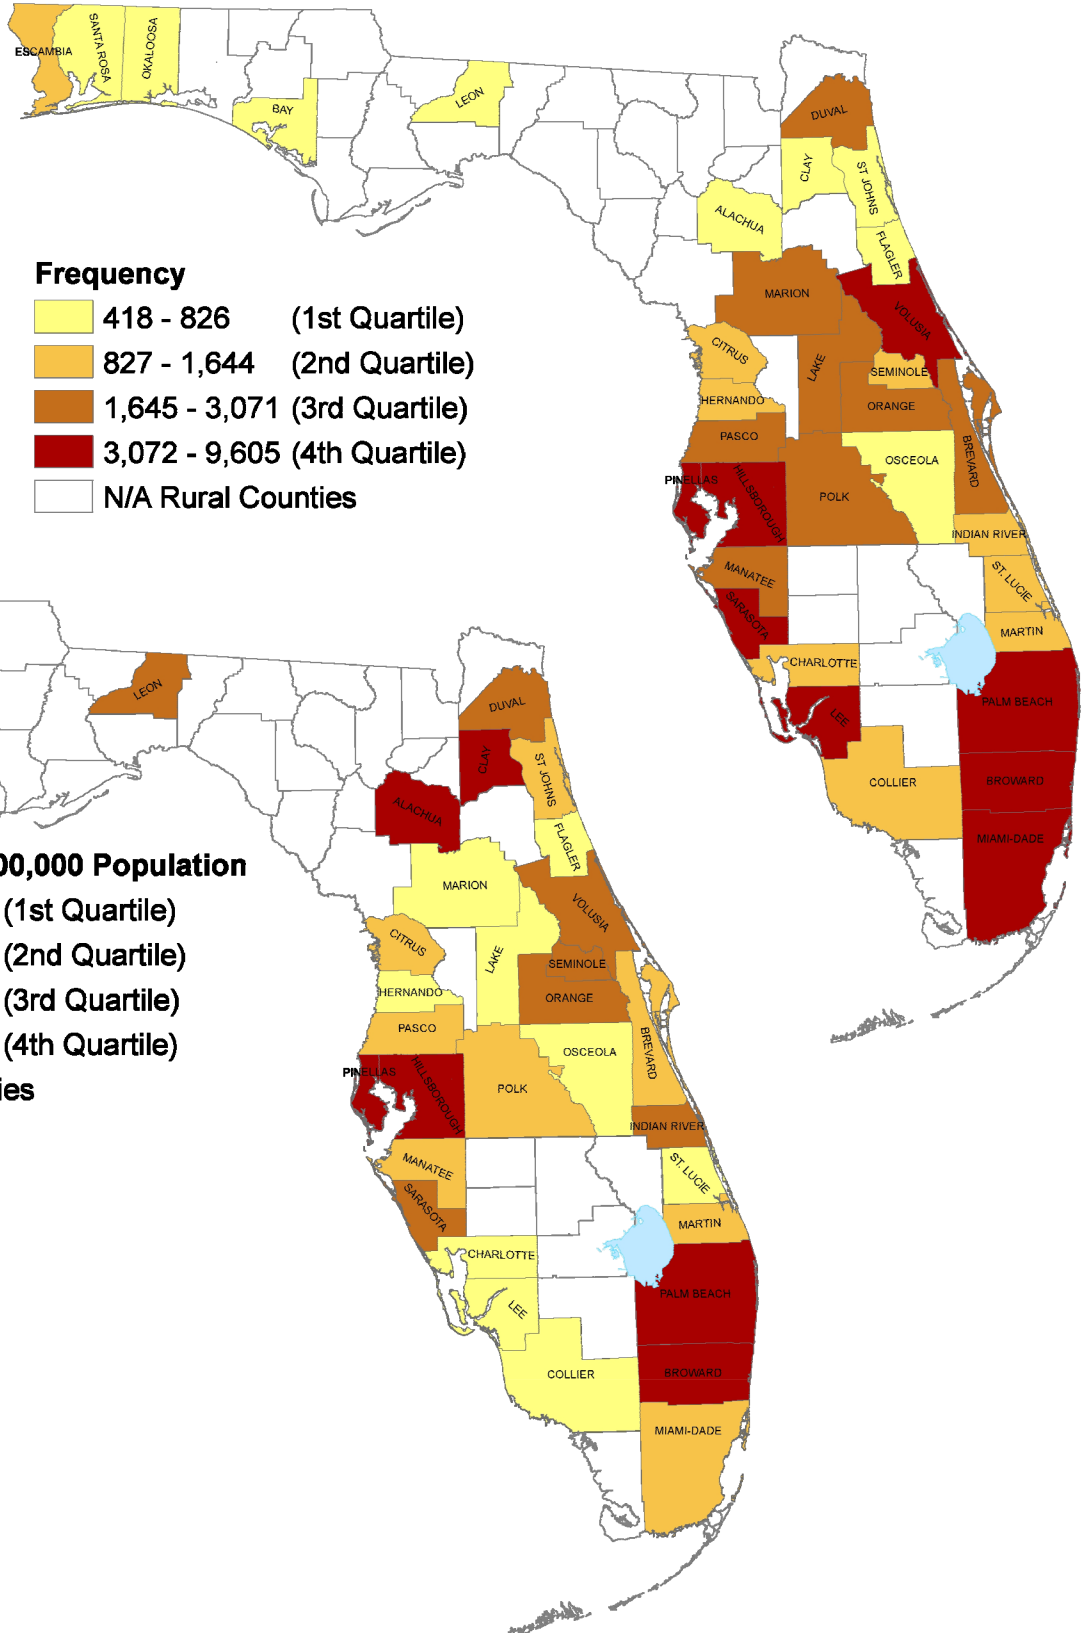 ESCAMBIA
SANTA ROSA
OKALOOSA
BAY
LEON
DUVAL
CLAY
ST JOHNS
ALACHUA
FLAGLER
MARION
VOLUSIA
CITRUS
LAKE
SEMINOLE
HERNANDO
ORANGE
PASCO
BREVARD
OSCEOLA
PINELLAS
HILLSBOROUGH
POLK
INDIAN RIVER
MANATEE
ST. LUCIE
SARASOTA
MARTIN
CHARLOTTE
PALM BEACH
LEE
COLLIER
BROWARD
MIAMI-DADE
Frequency
418 - 826 (1st Quartile)
827 - 1,644 (2nd Quartile)
1,645 - 3,071 (3rd Quartile)
3,072 - 9,605 (4th Quartile)
N/A Rural Counties
LEON
DUVAL
CLAY
ST JOHNS
ALACHUA
FLAGLER
MARION
VOLUSIA
CITRUS
LAKE
SEMINOLE
HERNANDO
ORANGE
PASCO
BREVARD
OSCEOLA
PINELLAS
HILLSBOROUGH
POLK
INDIAN RIVER
MANATEE
ST. LUCIE
SARASOTA
MARTIN
CHARLOTTE
PALM BEACH
LEE
COLLIER
BROWARD
MIAMI-DADE
00,000 Population
(1st Quartile)
(2nd Quartile)
(3rd Quartile)
(4th Quartile)
ies